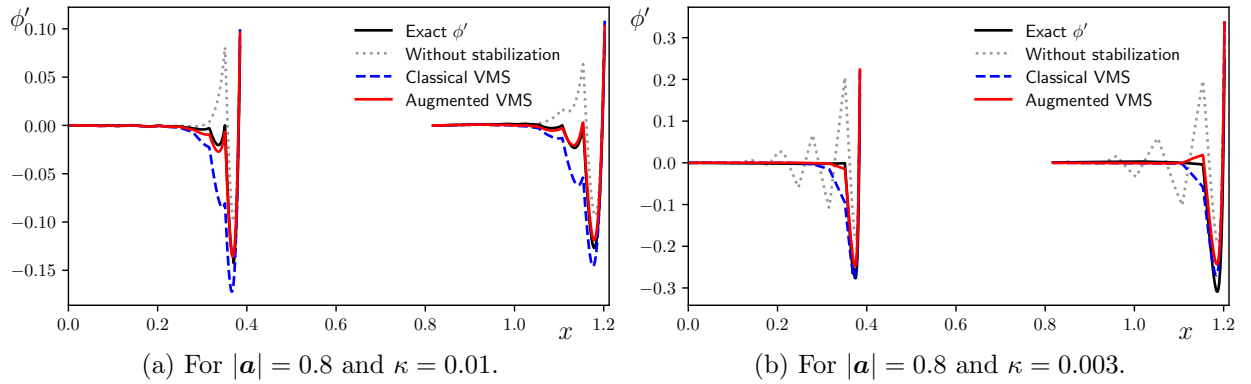 ϕ′
0.10
0.05
0.00
−0.05
−0.10
−0.15
0.0 0.2 0.4 0.6 0.8 1.0 1.2
x
Exact ϕ′
Without stabilization
Classical VMS
Augmented VMS
(a) For |a| = 0.8 and κ = 0.01.
ϕ′
0.3
0.2
0.1
0.0
−0.1
−0.2
−0.3
0.0 0.2 0.4 0.6 0.8 1.0 1.2
x
Exact ϕ′
Without stabilization
Classical VMS
Augmented VMS
(b) For |a| = 0.8 and κ = 0.003.